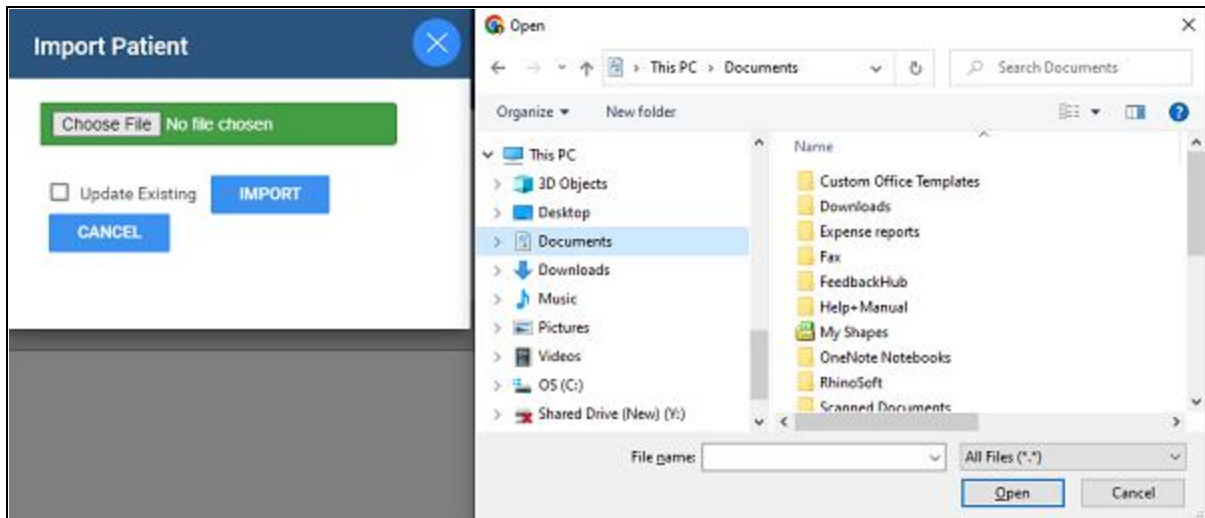 Import Patient
Choose File No file chosen
Update Existing IMPORT
CANCEL
Open
This PC > Documents
Search Documents
Organize New folder
This PC
3D Objects
Desktop
Documents
Downloads
Music
Pictures
Videos
OS (C:)
Shared Drive (New) (Y:)
Name
Custom Office Templates
Downloads
Expense reports
Fax
FeedbackHub
Help+Manual
My Shapes
OneNote Notebooks
RhinoSoft
Scanned Documents
File name: All Files (*.*)
Open Cancel